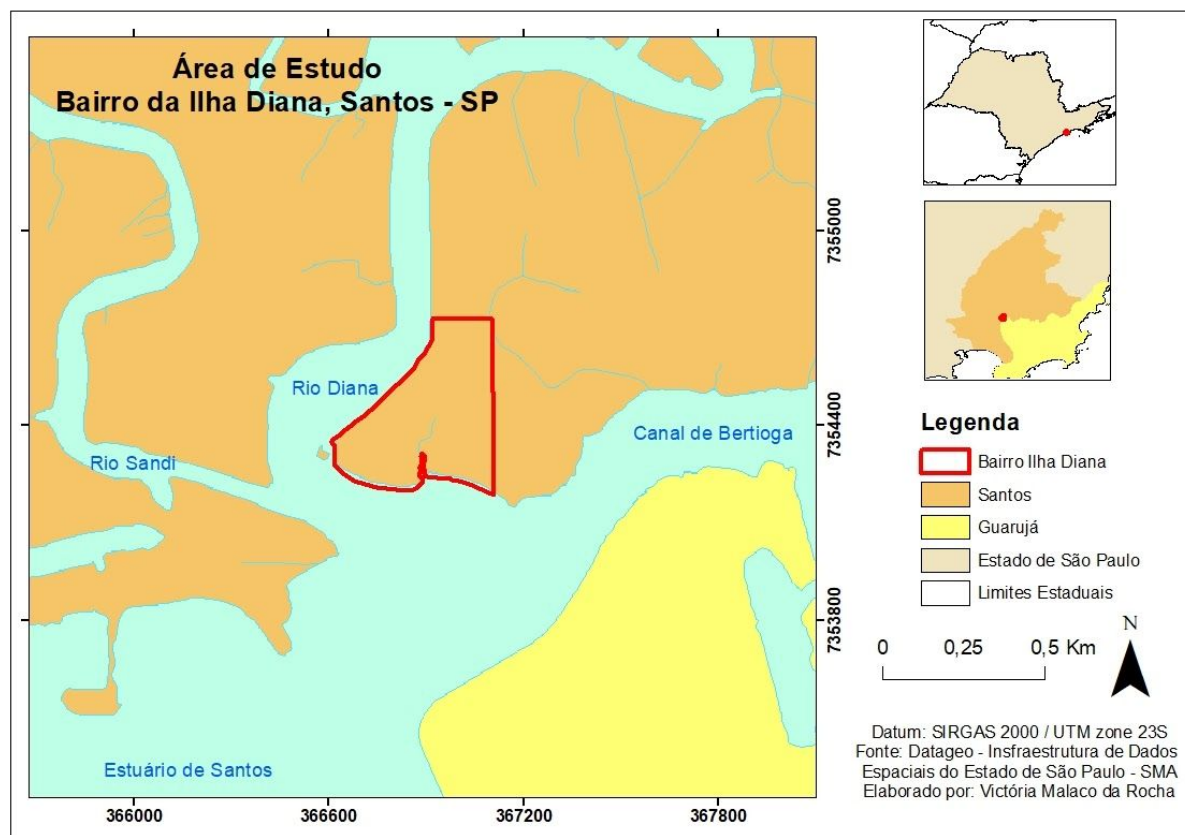 Área de Estudo
Bairro da Ilha Diana, Santos - SP
Rio Diana
Rio Sandi
Canal de Bertioga
Estuário de Santos
7355000
7354400
7353800
366000
366600
367200
367800
Legenda
Bairro Ilha Diana
Santos
Guarujá
Estado de São Paulo
Limites Estaduais
N
0 0,25 0,5 Km
Datum: SIRGAS 2000 / UTM zone 23S
Fonte: Datageo - Insfraestrutura de Dados
Espaciais do Estado de São Paulo - SMA
Elaborado por: Victória Malaco da Rocha